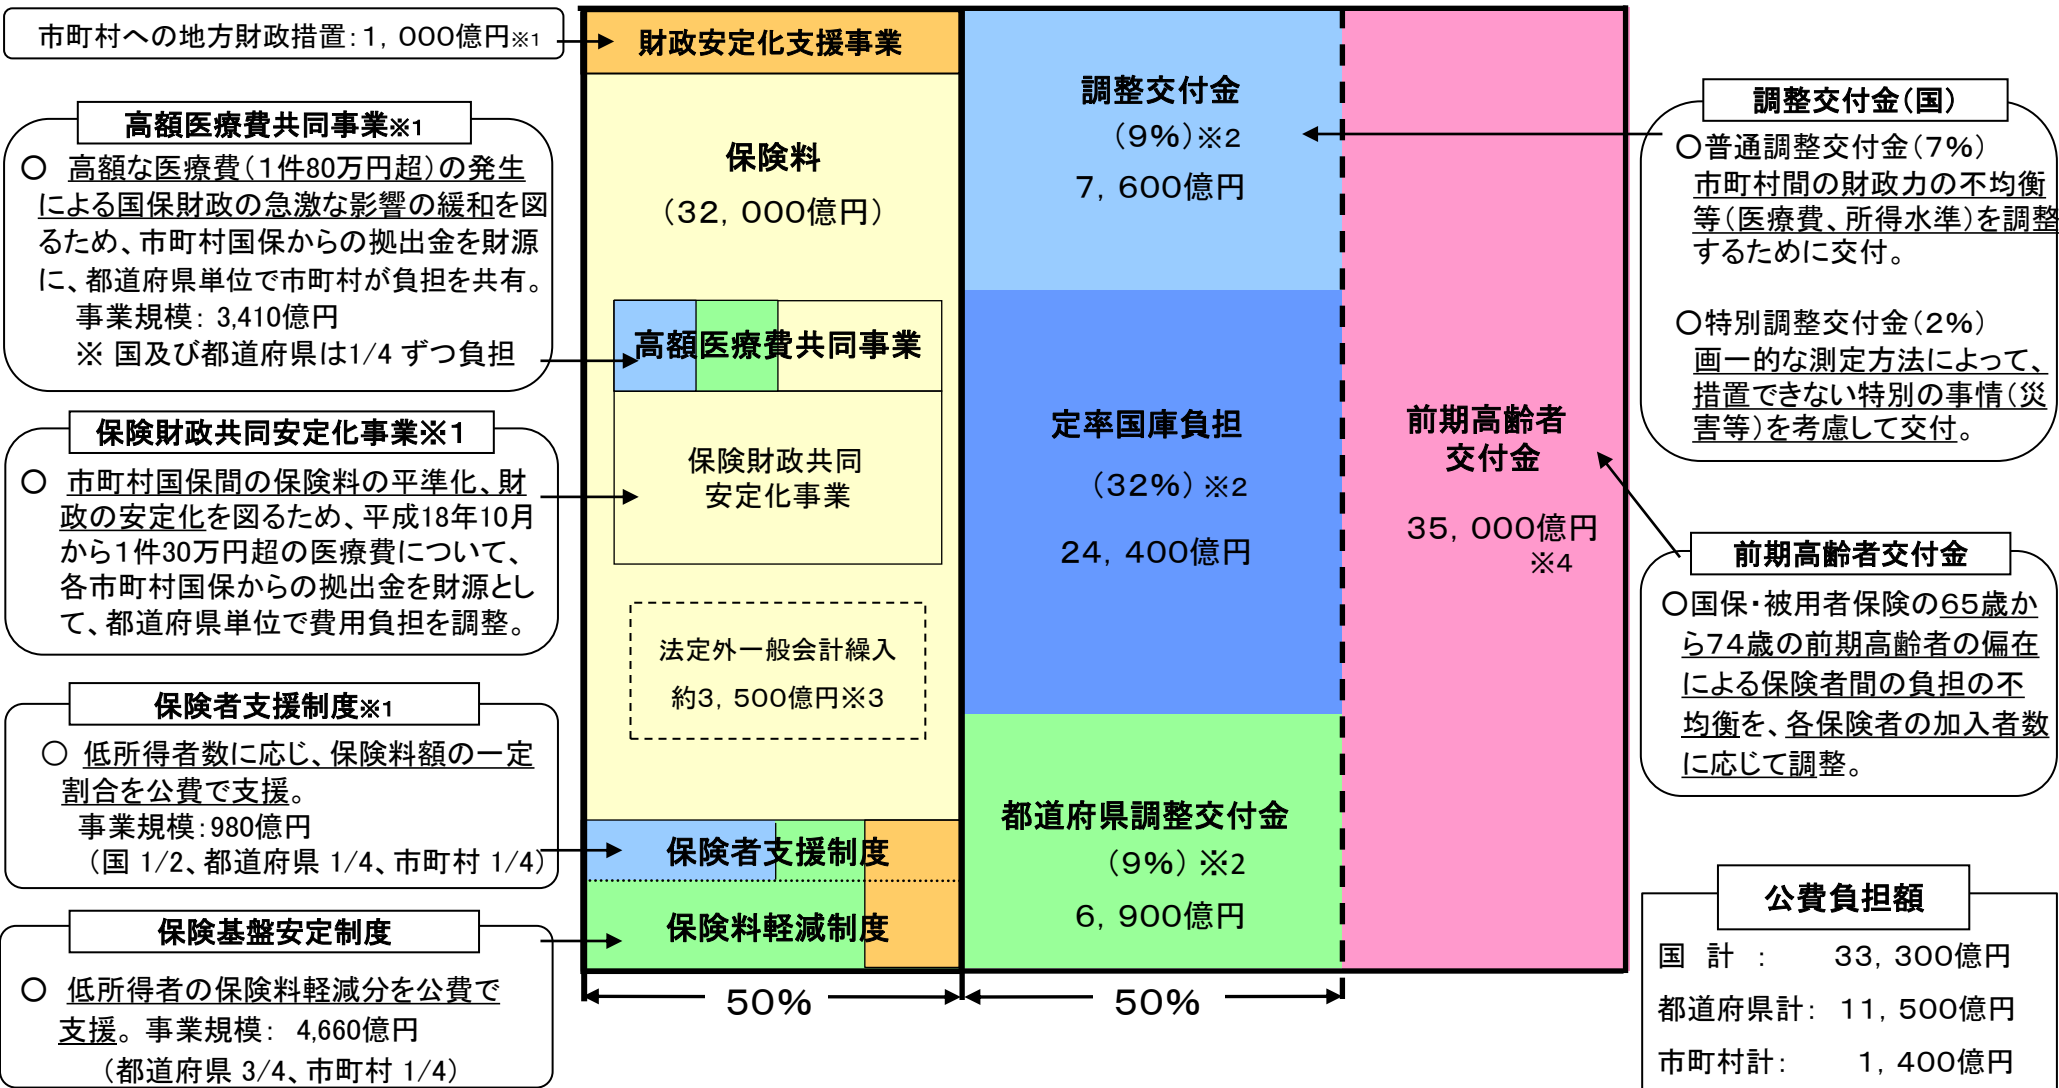 市町村への地方財政措置：１，０００億円※1
高額医療費共同事業※1
○ 高額な医療費（１件80万円超）の発生
による国保財政の急激な影響の緩和を図
るため、市町村国保からの拠出金を財源
に、都道府県単位で市町村が負担を共有。
事業規模： 3,410億円
※ 国及び都道府県は1/4 ずつ負担
保険財政共同安定化事業※１
○ 市町村国保間の保険料の平準化、財
政の安定化を図るため、平成18年10月
から１件30万円超の医療費について、
各市町村国保からの拠出金を財源とし
て、都道府県単位で費用負担を調整。
保険者支援制度※1
○ 低所得者数に応じ、保険料額の一定
割合を公費で支援。
事業規模：980億円
（国 1/2、都道府県 1/4、市町村 1/4）
保険基盤安定制度
○ 低所得者の保険料軽減分を公費で
支援。事業規模： 4,660億円
（都道府県 3/4、市町村 1/4）
財政安定化支援事業
保険料
（３２，０００億円）
高額医療費共同事業
保険財政共同
安定化事業
法定外一般会計繰入
約３，５００億円※３
保険者支援制度
保険料軽減制度
50%
調整交付金
（９％）※２
７，６００億円
定率国庫負担
（３２％）※２
２４，４００億円
都道府県調整交付金
（９％）※２
６，９００億円
50%
前期高齢者
交付金
３５，０００億円
※４
調整交付金（国）
○普通調整交付金（７％）
市町村間の財政力の不均衡
等（医療費、所得水準）を調整
するために交付。
○特別調整交付金（２％）
画一的な測定方法によって、
措置できない特別の事情（災
害等）を考慮して交付。
前期高齢者交付金
○国保・被用者保険の６５歳か
ら７４歳の前期高齢者の偏在
による保険者間の負担の不
均衡を、各保険者の加入者数
に応じて調整。
公費負担額
国 計 ： ３３，３００億円
都道府県計： １１，５００億円
市町村計： １，４００億円